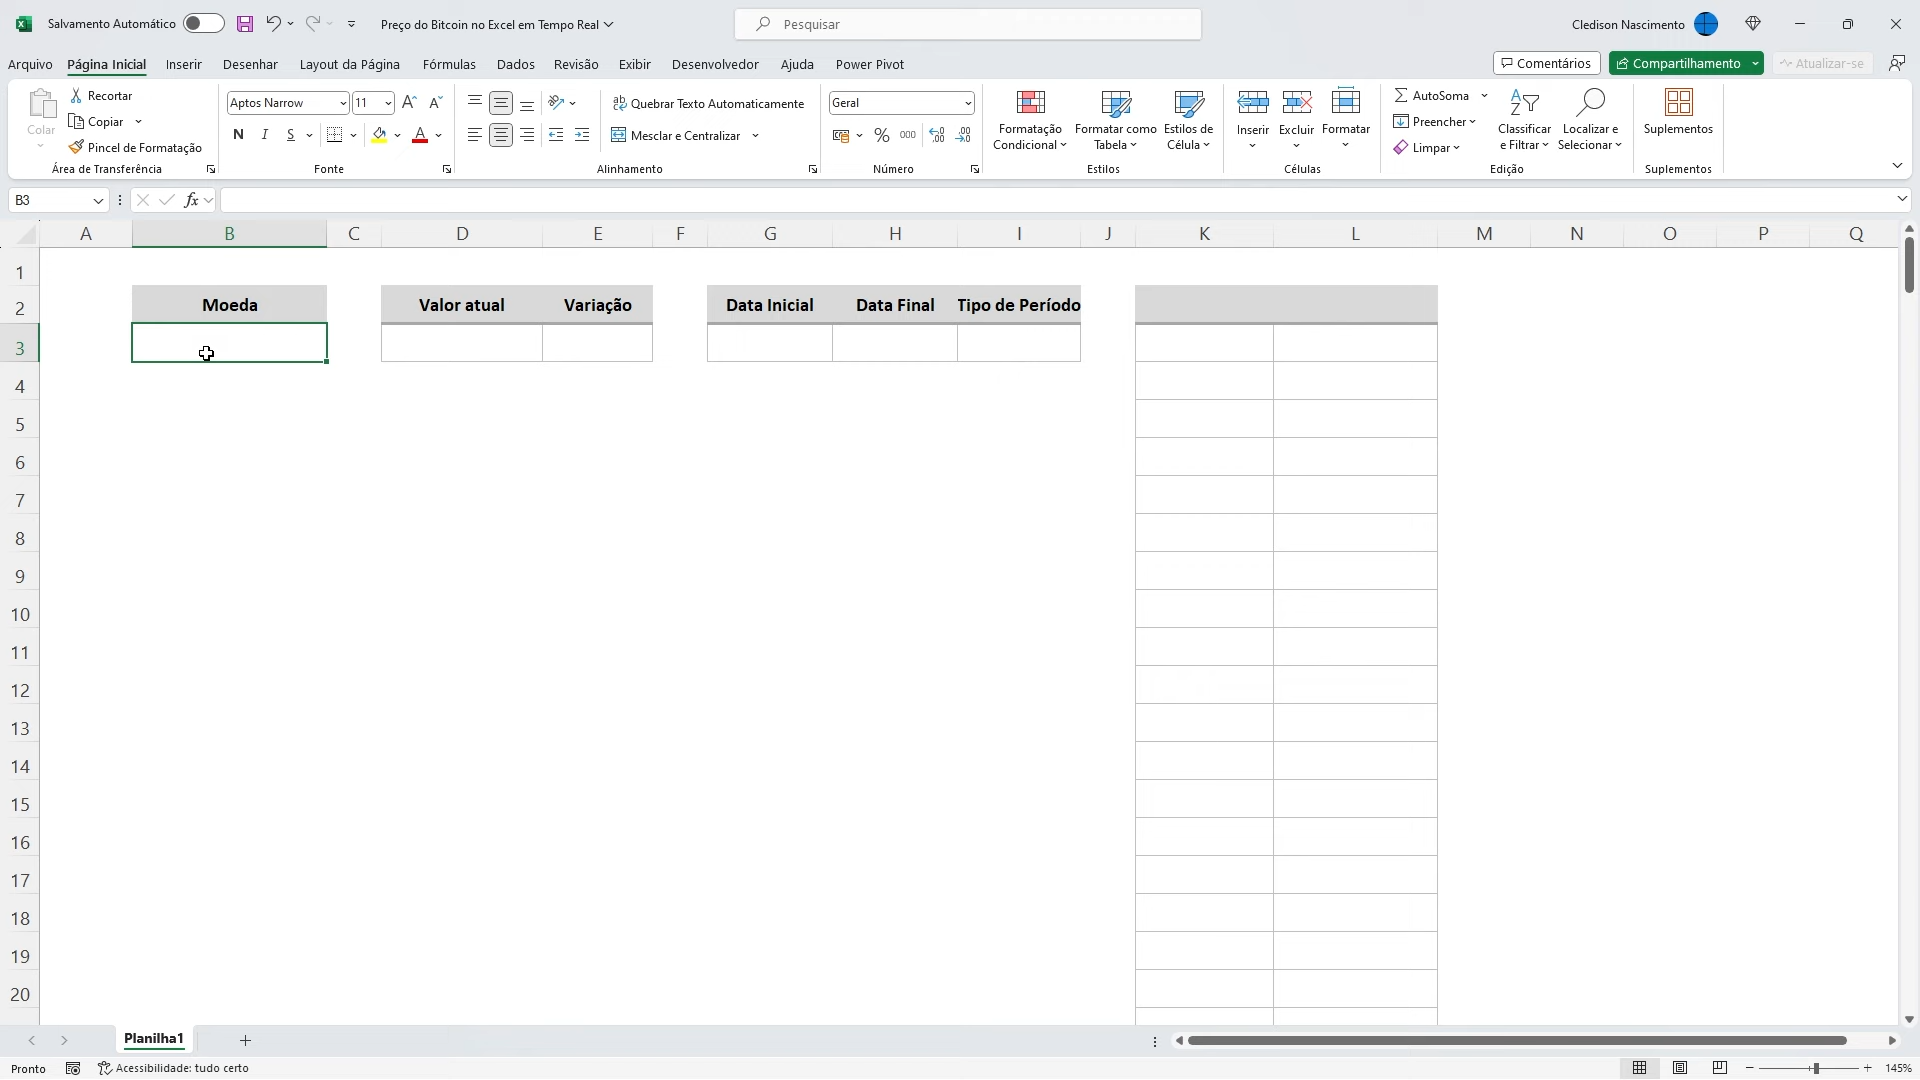 Salvamento Automático
Preço do Bitcoin no Excel em Tempo Real
Pesquisar
Cledison Nascimento
Arquivo Página Inicial Inserir Desenhar Layout da Página Fórmulas Dados Revisão Exibir Desenvolvedor Ajuda Power Pivot
Comentários Compartilhamento Atualizar-se
Colar
Recortar
Copiar
Pincel de Formatação
Área de Transferência
Aptos Narrow 11
N I S
Fonte
Quebrar Texto Automaticamente
Mesclar e Centralizar
Alinhamento
Geral
% 000
Número
Formatação
Condicional
Formatar como
Tabela
Estilos de
Célula
Estilos
Inserir
Excluir
Formatar
Células
AutoSoma
Preencher
Limpar
Classificar
e Filtrar
Localizar e
Selecionar
Edição
Suplementos
Suplementos
B3
fx
A B C D E F G H I J K L M N O P Q
1
2 Moeda Valor atual Variação Data Inicial Data Final Tipo de Período
3
4
5
6
7
8
9
10
11
12
13
14
15
16
17
18
19
20
Planilha1
Pronto
Acessibilidade: tudo certo
145%